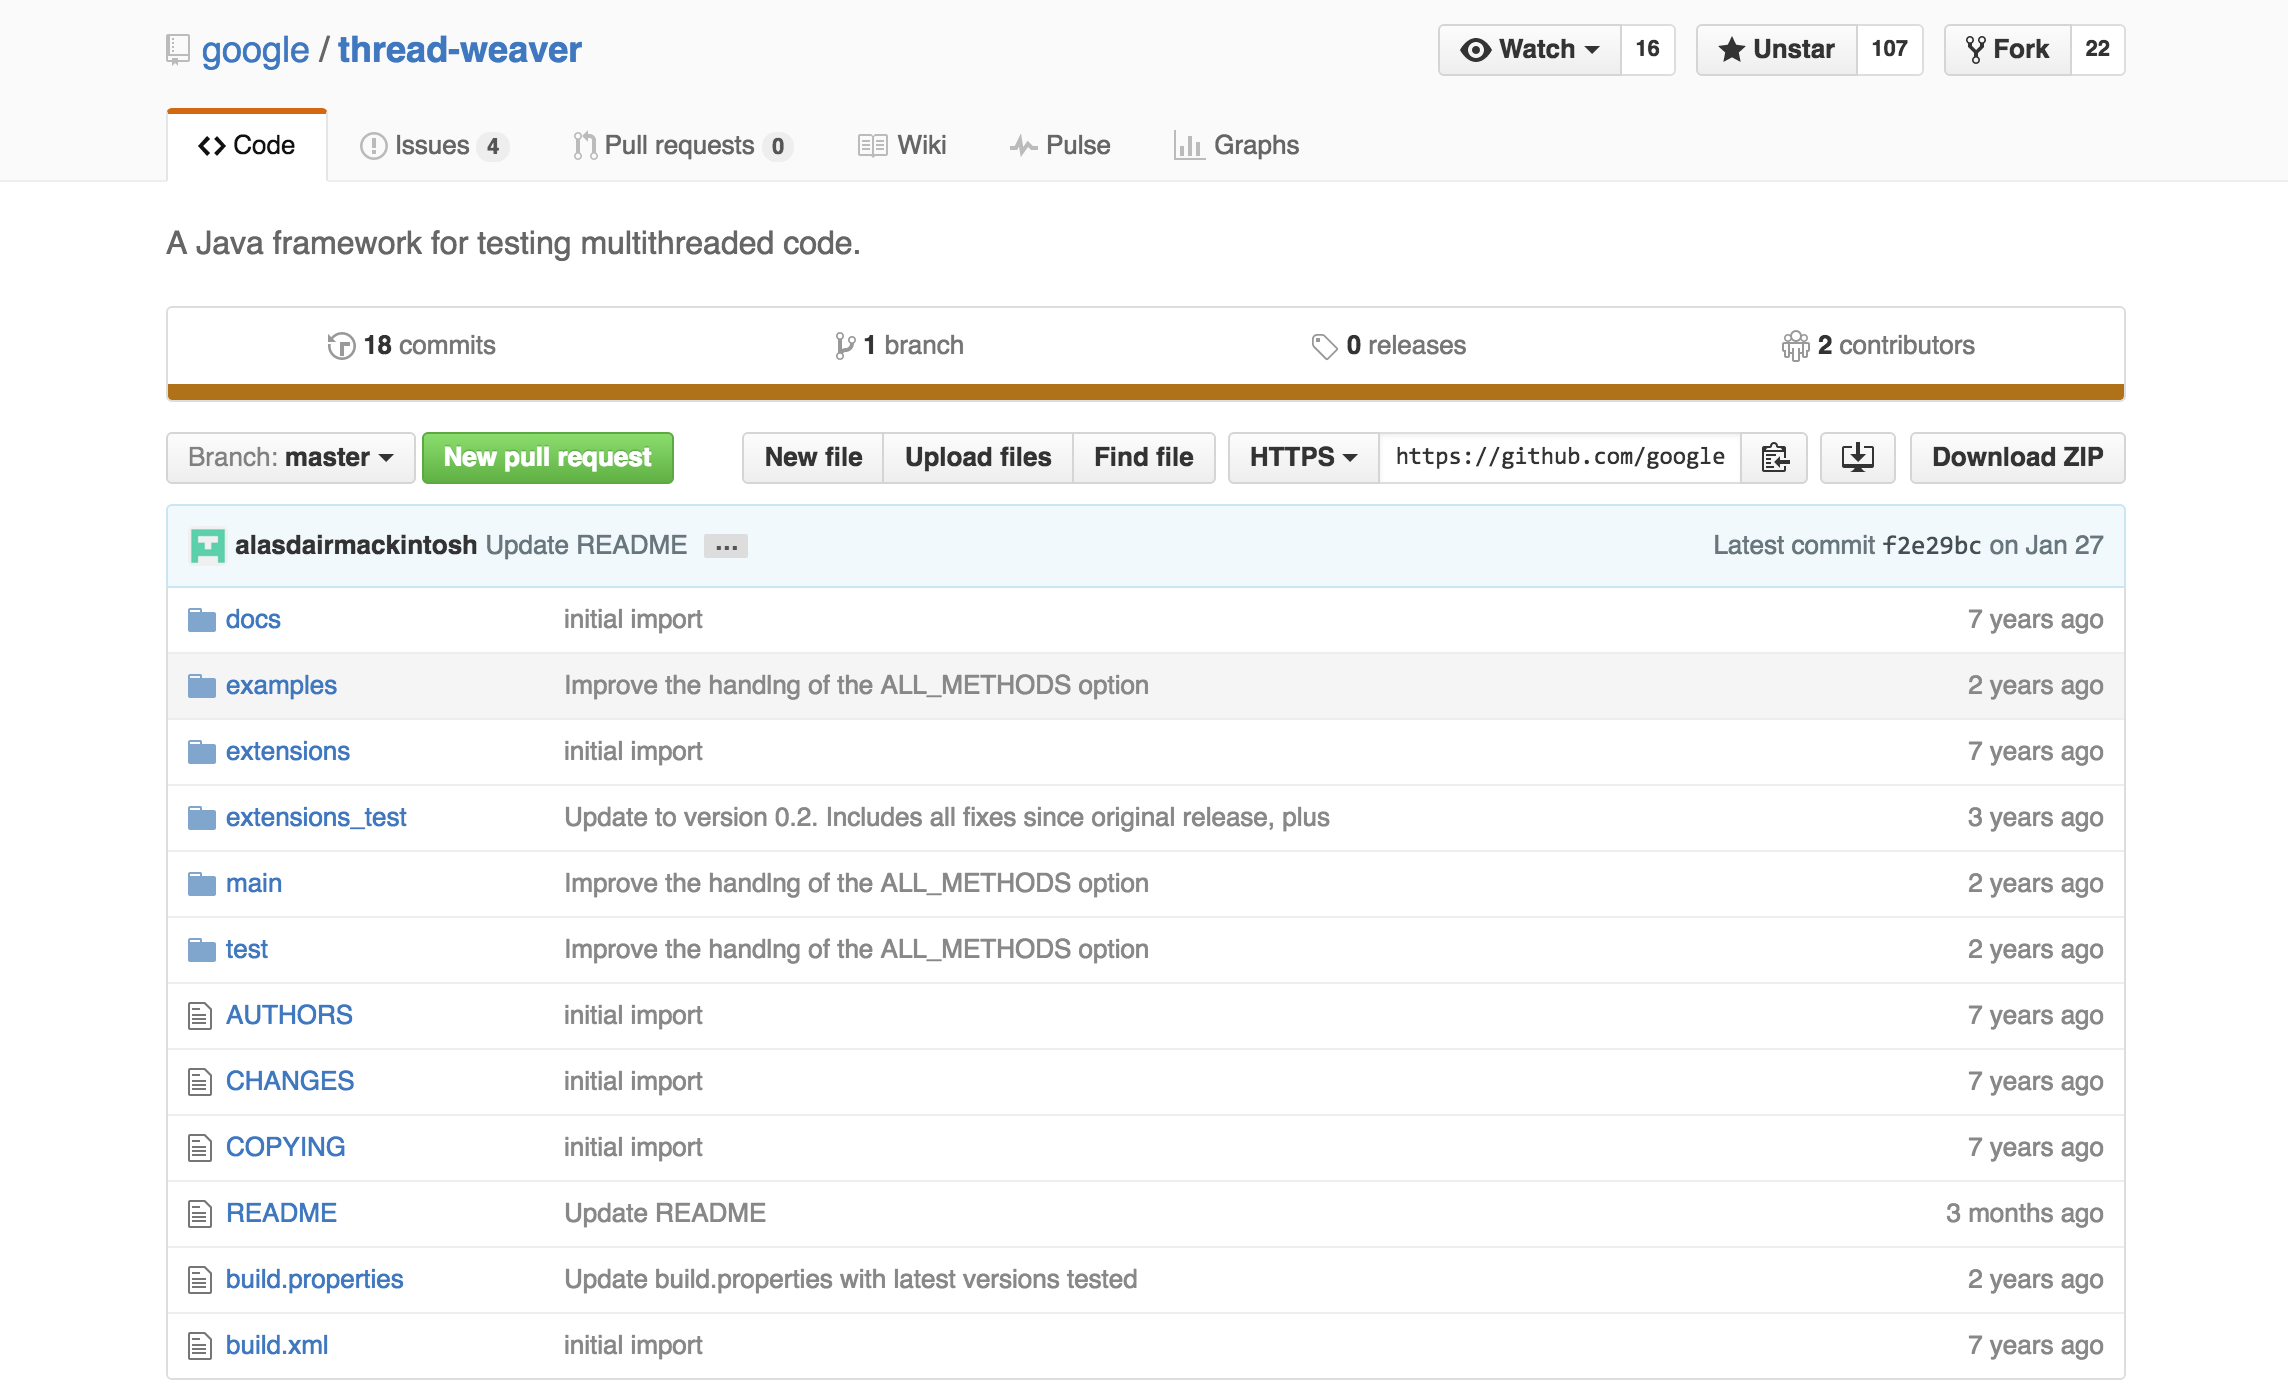 google / thread-weaver Watch 16 Unstar 107 Fork 22
Code Issues 4 Pull requests 0 Wiki Pulse Graphs
A Java framework for testing multithreaded code.
18 commits 1 branch 0 releases 2 contributors
Branch: master New pull request New file Upload files Find file HTTPS https://github.com/google Download ZIP
alasdairmackintosh Update README ... Latest commit f2e29bc on Jan 27
docs initial import 7 years ago
examples Improve the handlng of the ALL_METHODS option 2 years ago
extensions initial import 7 years ago
extensions_test Update to version 0.2. Includes all fixes since original release, plus 3 years ago
main Improve the handlng of the ALL_METHODS option 2 years ago
test Improve the handlng of the ALL_METHODS option 2 years ago
AUTHORS initial import 7 years ago
CHANGES initial import 7 years ago
COPYING initial import 7 years ago
README Update README 3 months ago
build.properties Update build.properties with latest versions tested 2 years ago
build.xml initial import 7 years ago